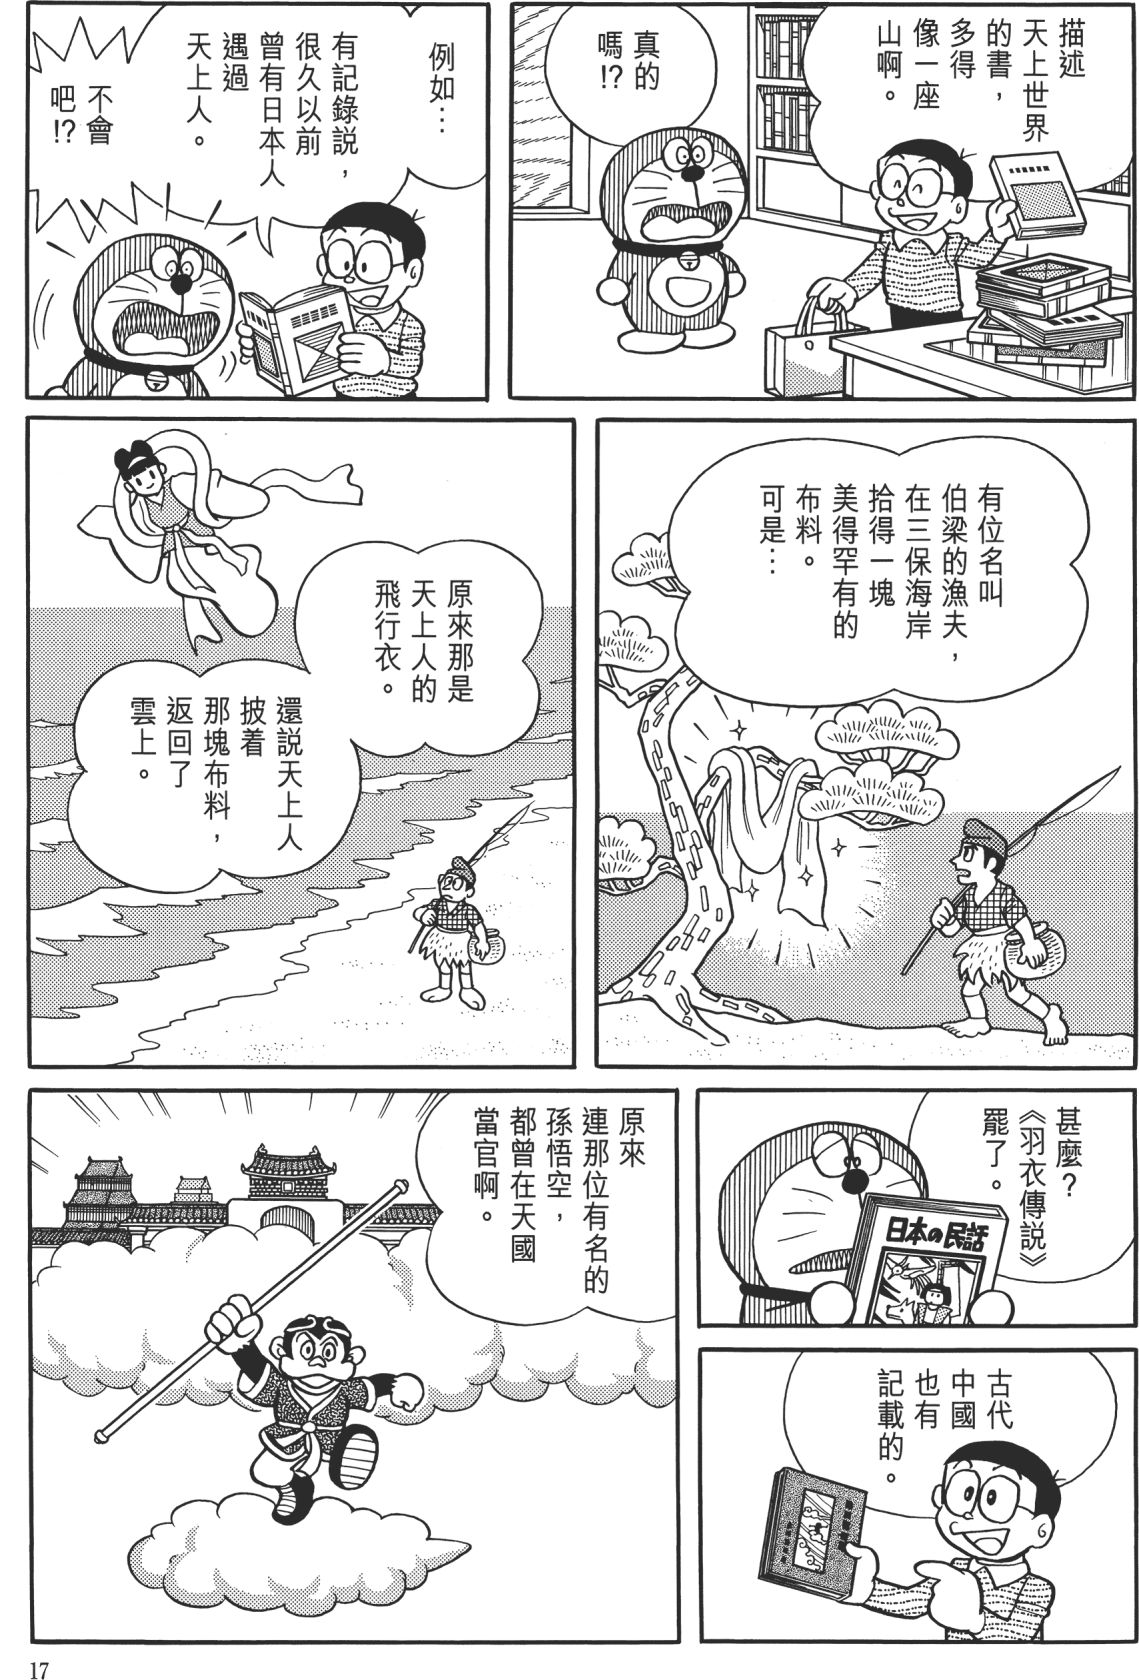 描述
天上世界
的書，
多得
像一座
山啊。
真的
嗎!?
例如…
有記錄說，
很久以前
曾有日本人
遇過
天上人。
不會
吧!?
有位名叫
伯梁的漁夫，
在三保海岸
拾得一塊
美得罕有的
布料。
可是…
原來那是
天上人的
飛行衣。
還說天上人
披着
那塊布料，
返回了
雲上。
甚麼？
《羽衣傳說》
罷了。
日本の民話
古代
中國
也有
記載的。
原來
連那位有名的
孫悟空，
都曾在天國
當官啊。
17